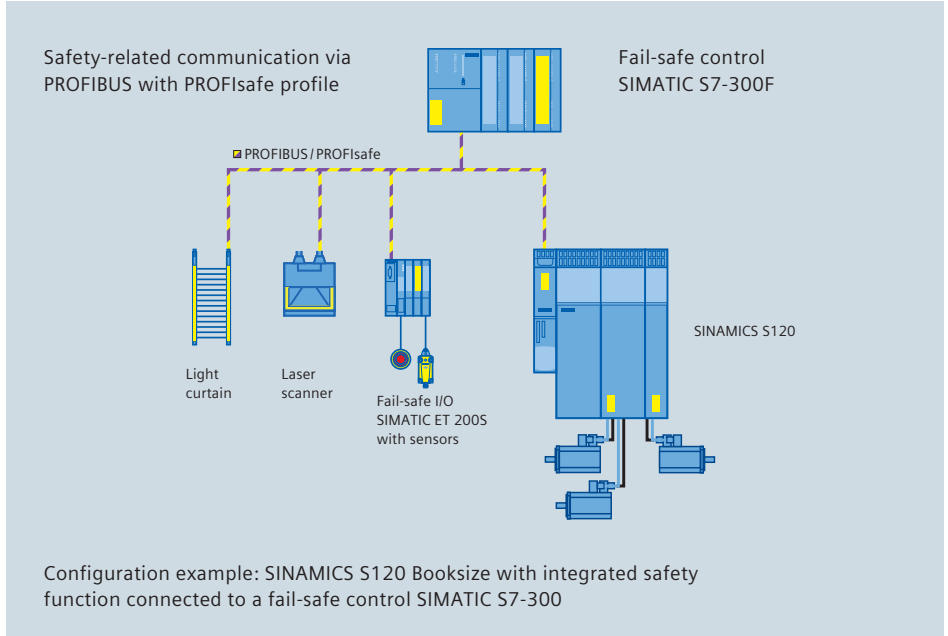 Safety-related communication via
PROFIBUS with PROFIsafe profile
Fail-safe control
SIMATIC S7-300F
PROFIBUS/PROFIsafe
SINAMICS S120
Light
curtain
Laser
scanner
Fail-safe I/O
SIMATIC ET 200S
with sensors
Configuration example: SINAMICS S120 Booksize with integrated safety
function connected to a fail-safe control SIMATIC S7-300